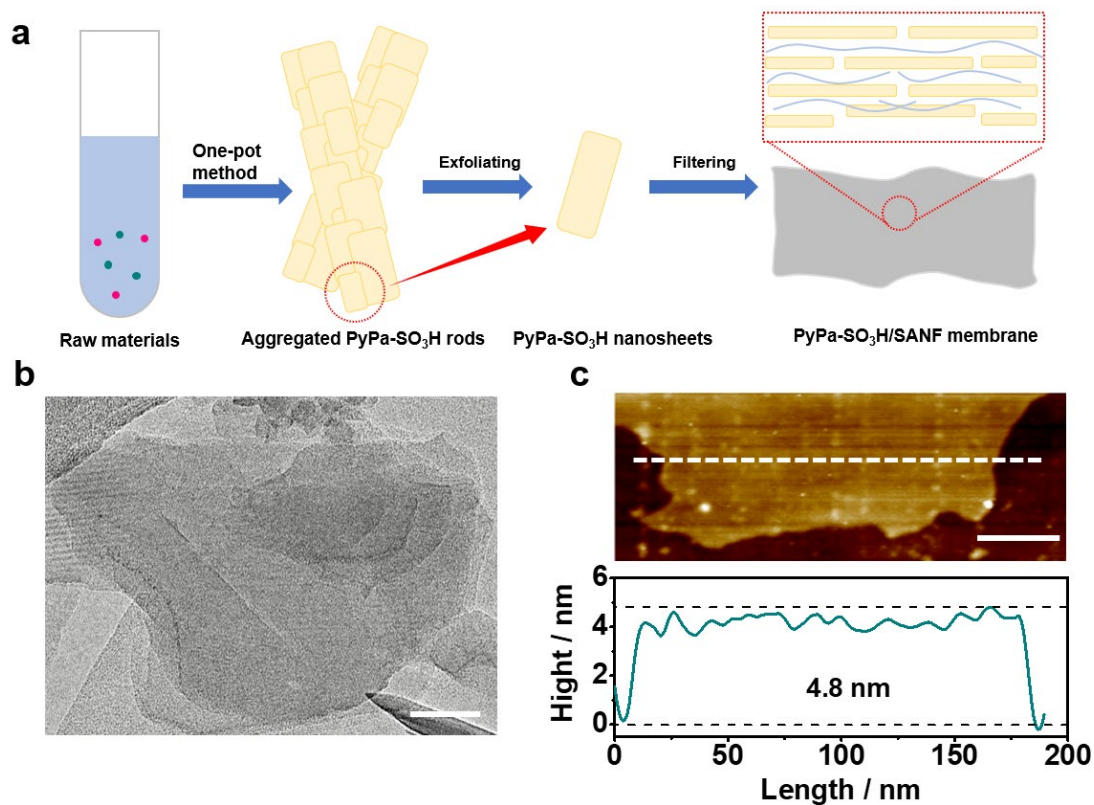 a
One-pot
method
Exfoliating
Filtering
Raw materials
Aggregated PyPa-SO₃H rods
PyPa-SO₃H nanosheets
PyPa-SO₃H/SANF membrane
b
c
6
4
2
0
Hight / nm
4.8 nm
0
50
100
150
200
Length / nm